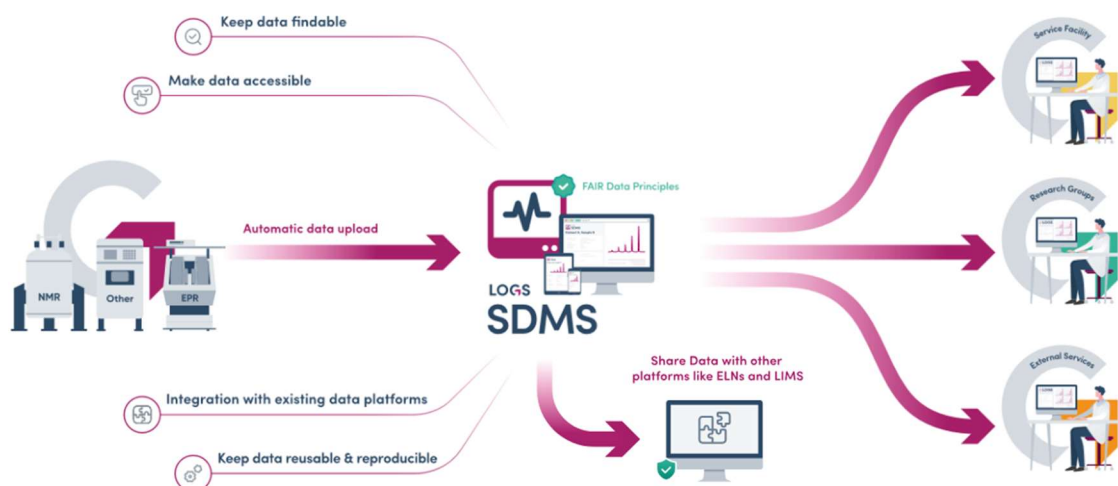 Keep data findable
Make data accessible
Automatic data upload
NMR
Other
EPR
FAIR Data Principles
LOGS
SDMS
Integration with existing data platforms
Keep data reusable & reproducible
Share Data with other
platforms like ELNs and LIMS
Service Facility
Research Groups
External Services